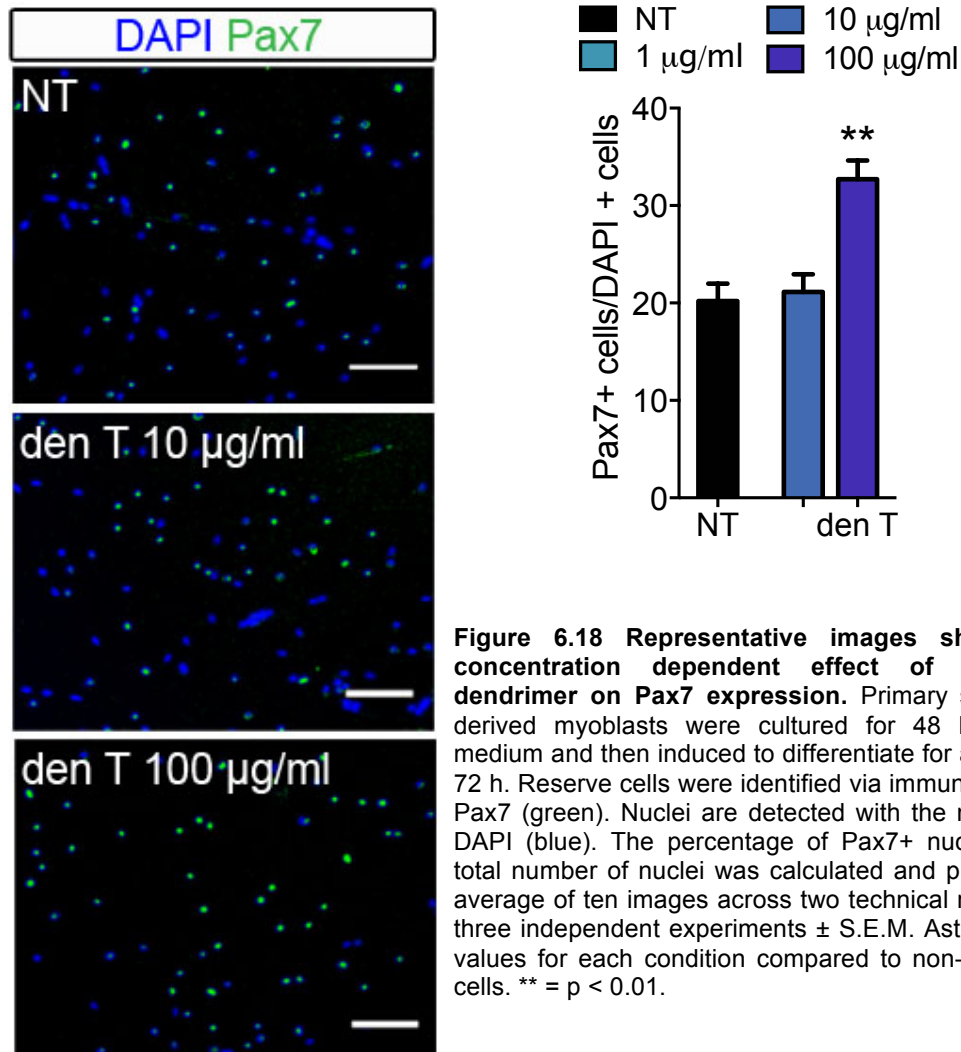 DAPI Pax7
NT
den T 10 µg/ml
den T 100 µg/ml
NT
10 µg/ml
1 µg/ml
100 µg/ml
Pax7+ cells/DAPI + cells
40
30
20
10
0
**
NT
den T
Figure 6.18 Representative images
concentration dependent effect of
dendrimer on Pax7 expression. Primary
derived myoblasts were cultured for 48
medium and then induced to differentiate for
72 h. Reserve cells were identified via
Pax7 (green). Nuclei are detected with the
DAPI (blue). The percentage of Pax7+
total number of nuclei was calculated and
average of ten images across two technical
three independent experiments ± S.E.M.
values for each condition compared to
cells. ** = p < 0.01.